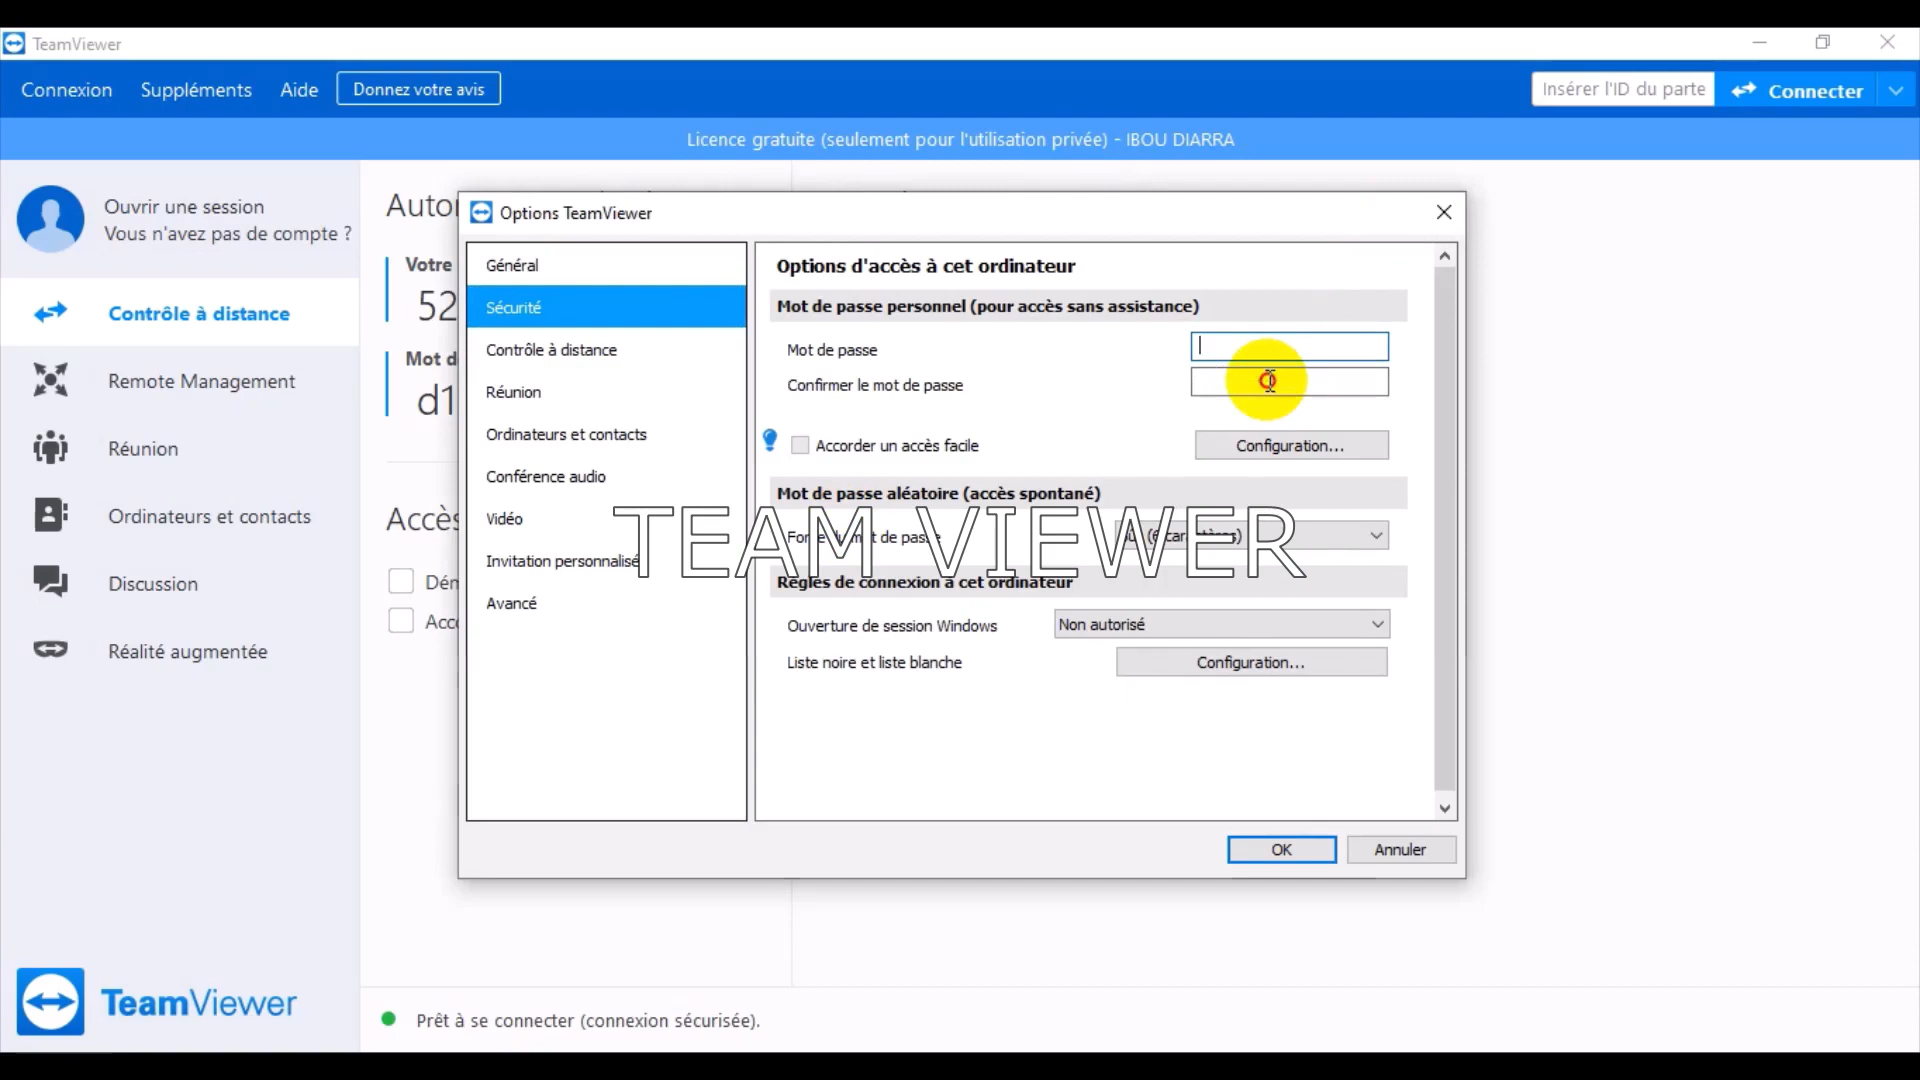 TeamViewer
Connexion Suppléments Aide Donnez votre avis
Insérer l'ID du parte Connecter
Licence gratuite (seulement pour l'utilisation privée) - IBOU DIARRA
Ouvrir une session
Vous n'avez pas de compte ?
Contrôle à distance
Remote Management
Réunion
Ordinateurs et contacts
Discussion
Réalité augmentée
TeamViewer
Votre
52
d1
Prêt à se connecter (connexion sécurisée).
Options TeamViewer
Général
Sécurité
Contrôle à distance
Réunion
Ordinateurs et contacts
Conférence audio
Vidéo
Invitation personnalisé
Avancé
Options d'accès à cet ordinateur
Mot de passe personnel (pour accès sans assistance)
Mot de passe
Confirmer le mot de passe
Accorder un accès facile Configuration...
Mot de passe aléatoire (accès spontané)
TEAM VIEWER
Règles de connexion à cet ordinateur
Ouverture de session Windows Non autorisé
Liste noire et liste blanche Configuration...
OK Annuler